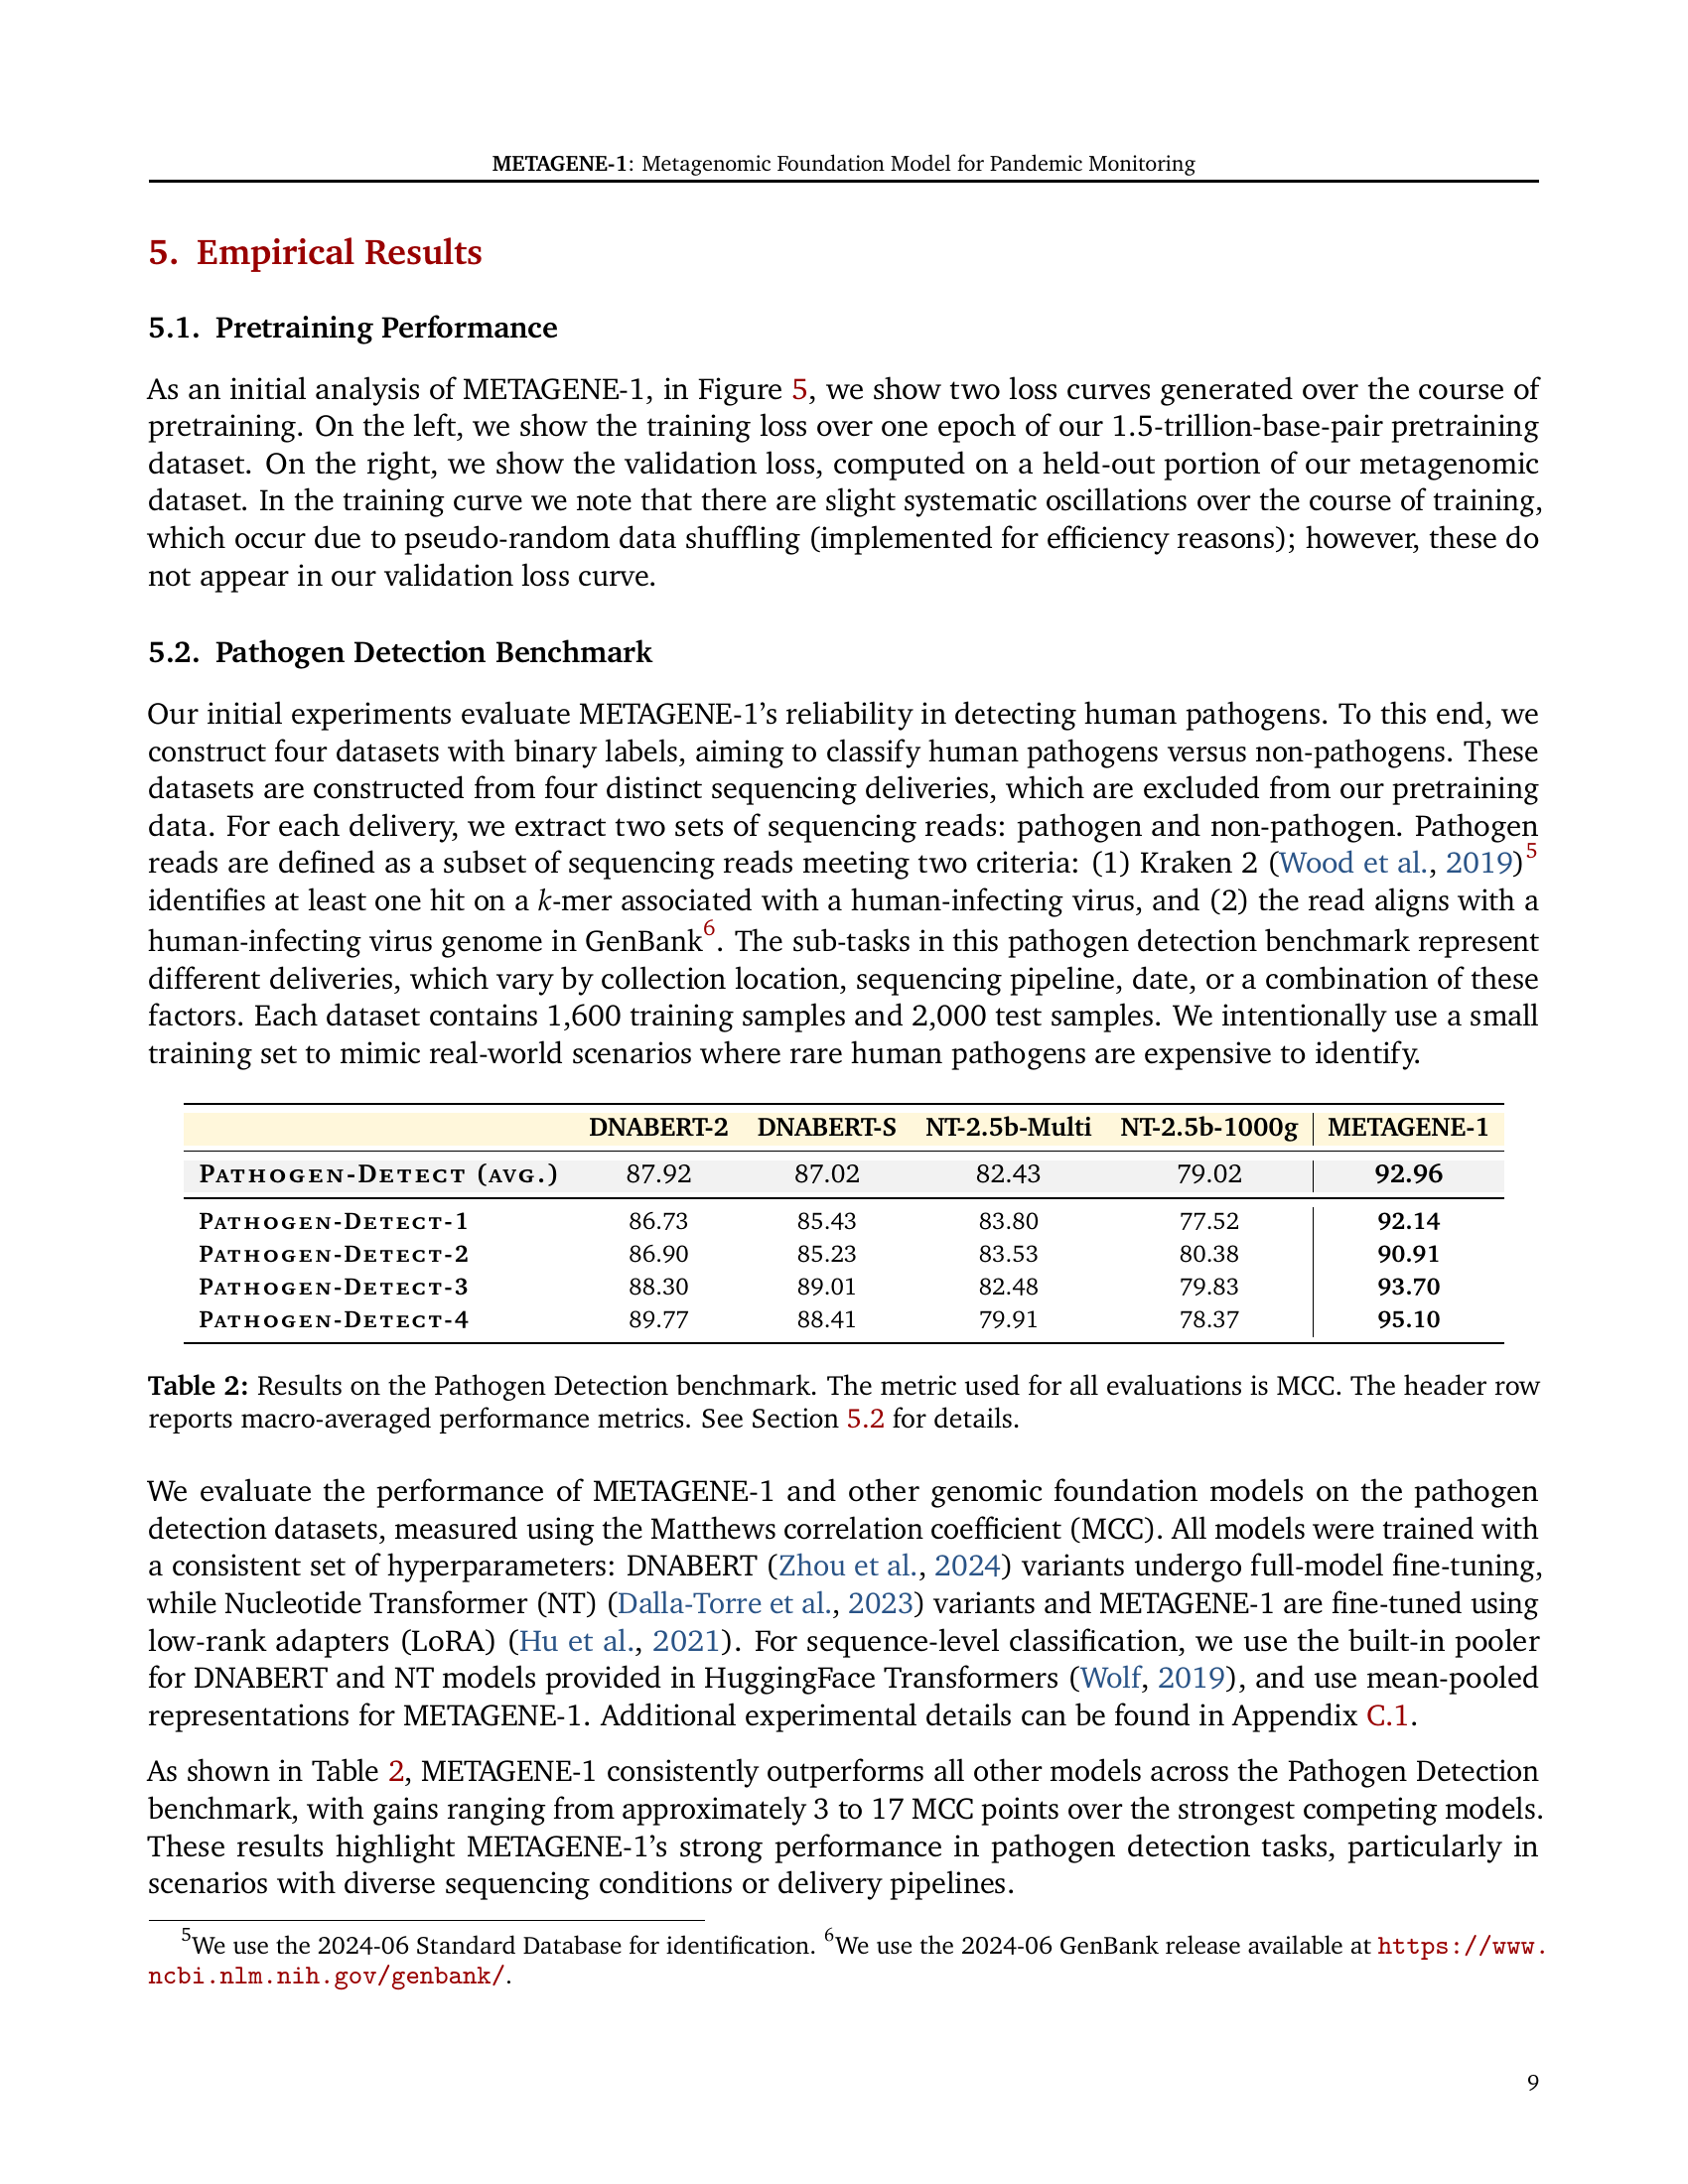 METAGENE-1: Metagenomic Foundation Model for Pandemic Monitoring
5. Empirical Results
5.1. Pretraining Performance
As an initial analysis of METAGENE-1, in Figure 5, we show two loss curves generated over the course of
pretraining. On the left, we show the training loss over one epoch of our 1.5-trillion-base-pair pretraining
dataset. On the right, we show the validation loss, computed on a held-out portion of our metagenomic
dataset. In the training curve we note that there are slight systematic oscillations over the course of training,
which occur due to pseudo-random data shuffling (implemented for efficiency reasons); however, these do
not appear in our validation loss curve.
5.2. Pathogen Detection Benchmark
Our initial experiments evaluate METAGENE-1’s reliability in detecting human pathogens. To this end, we
construct four datasets with binary labels, aiming to classify human pathogens versus non-pathogens. These
datasets are constructed from four distinct sequencing deliveries, which are excluded from our pretraining
data. For each delivery, we extract two sets of sequencing reads: pathogen and non-pathogen. Pathogen
reads are defined as a subset of sequencing reads meeting two criteria: (1) Kraken 2 (Wood et al., 2019)5
identifies at least one hit on a k-mer associated with a human-infecting virus, and (2) the read aligns with a
human-infecting virus genome in GenBank6. The sub-tasks in this pathogen detection benchmark represent
different deliveries, which vary by collection location, sequencing pipeline, date, or a combination of these
factors. Each dataset contains 1,600 training samples and 2,000 test samples. We intentionally use a small
training set to mimic real-world scenarios where rare human pathogens are expensive to identify.
DNABERT-2 DNABERT-S NT-2.5b-Multi NT-2.5b-1000g METAGENE-1
PATHOGEN-DETECT (AVG.) 87.92 87.02 82.43 79.02 92.96
PATHOGEN-DETECT-1 86.73 85.43 83.80 77.52 92.14
PATHOGEN-DETECT-2 86.90 85.23 83.53 80.38 90.91
PATHOGEN-DETECT-3 88.30 89.01 82.48 79.83 93.70
PATHOGEN-DETECT-4 89.77 88.41 79.91 78.37 95.10
Table 2: Results on the Pathogen Detection benchmark. The metric used for all evaluations is MCC. The header row
reports macro-averaged performance metrics. See Section 5.2 for details.
We evaluate the performance of METAGENE-1 and other genomic foundation models on the pathogen
detection datasets, measured using the Matthews correlation coefficient (MCC). All models were trained with
a consistent set of hyperparameters: DNABERT (Zhou et al., 2024) variants undergo full-model fine-tuning,
while Nucleotide Transformer (NT) (Dalla-Torre et al., 2023) variants and METAGENE-1 are fine-tuned using
low-rank adapters (LoRA) (Hu et al., 2021). For sequence-level classification, we use the built-in pooler
for DNABERT and NT models provided in HuggingFace Transformers (Wolf, 2019), and use mean-pooled
representations for METAGENE-1. Additional experimental details can be found in Appendix C.1.
As shown in Table 2, METAGENE-1 consistently outperforms all other models across the Pathogen Detection
benchmark, with gains ranging from approximately 3 to 17 MCC points over the strongest competing models.
These results highlight METAGENE-1’s strong performance in pathogen detection tasks, particularly in
scenarios with diverse sequencing conditions or delivery pipelines.
5We use the 2024-06 Standard Database for identification. 6We use the 2024-06 GenBank release available at https://www.
ncbi.nlm.nih.gov/genbank/.
9